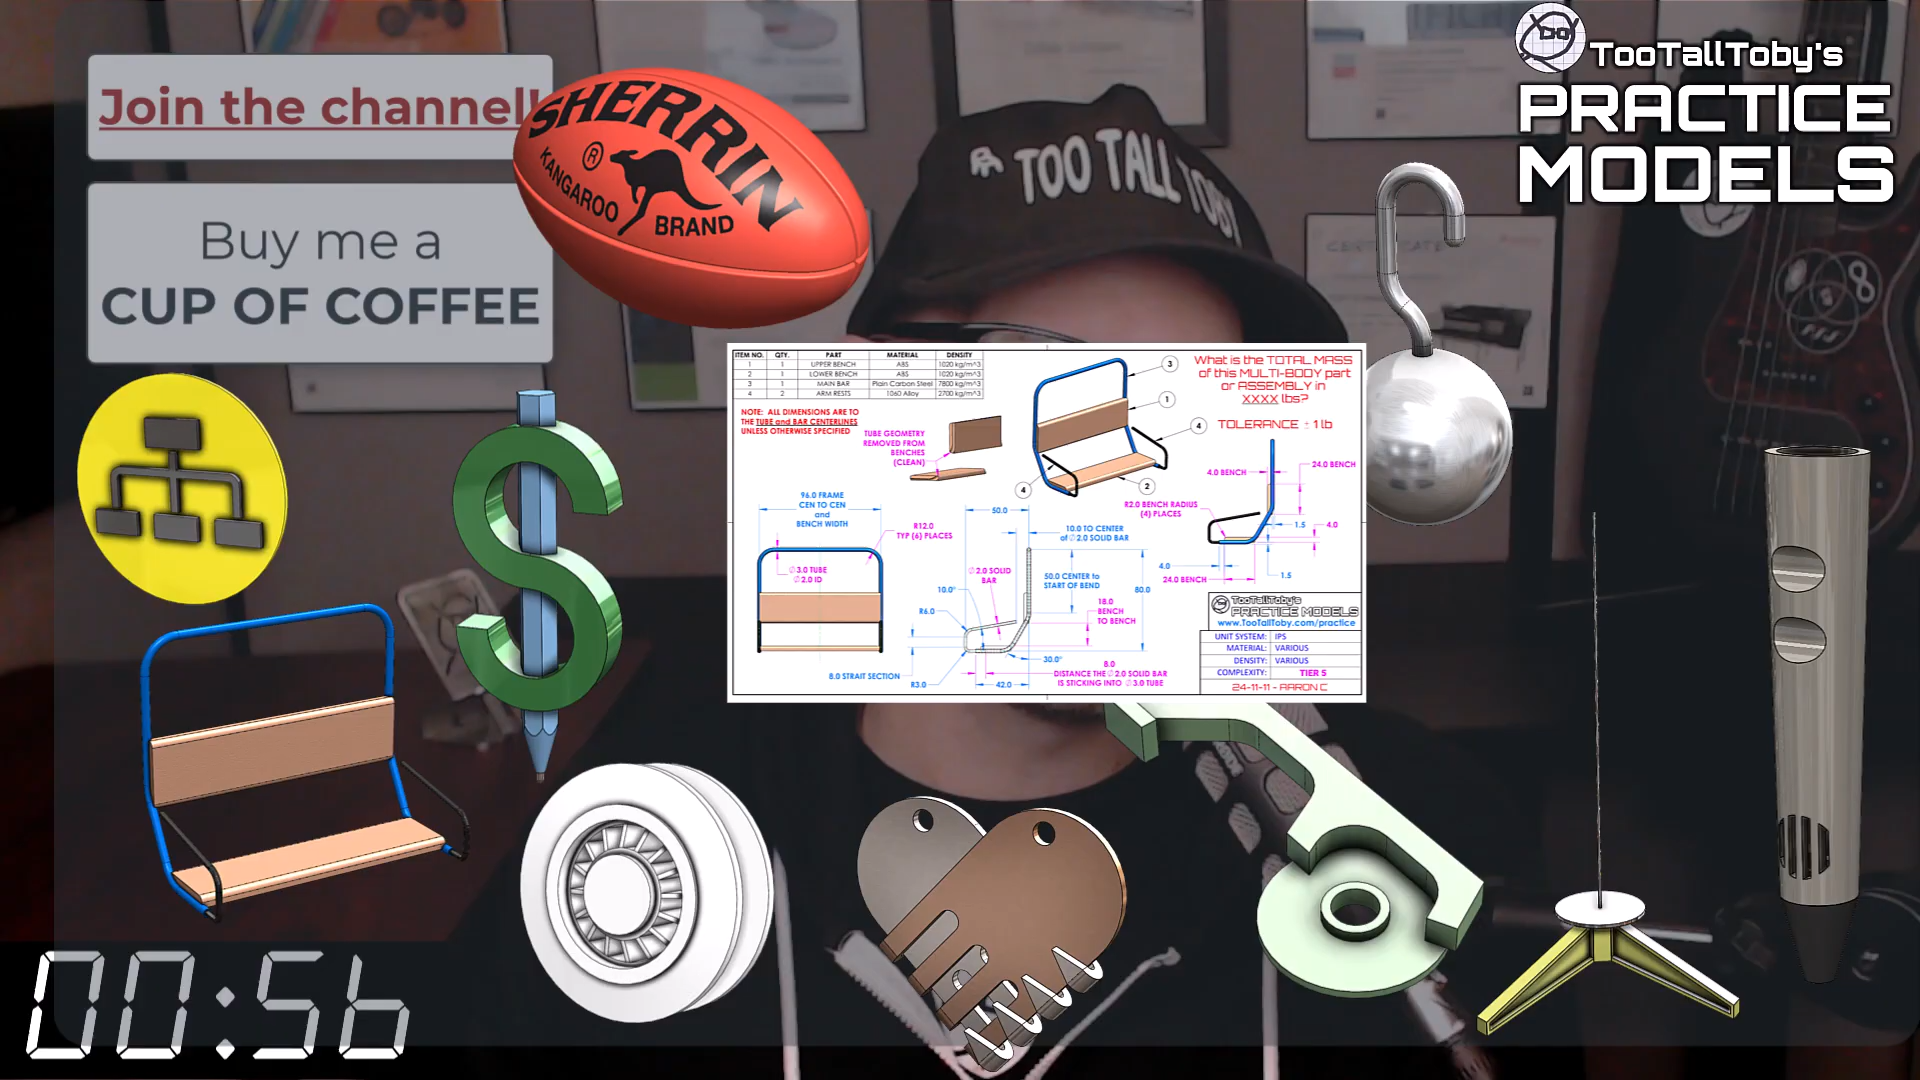 Join the channel!
Buy me a
CUP OF COFFEE
SHERRIN
®
KANGAROO
BRAND
TOO TALL TOBY
TooTallToby's
PRACTICE
MODELS
ITEM NO. QTY. PART MATERIAL DENSITY
1 1 UPPER BENCH ABS 1020 kg/m^3
2 1 LOWER BENCH ABS 1020 kg/m^3
3 1 MAIN BAR Plain Carbon Steel 7800 kg/m^3
4 2 ARM RESTS 1060 Alloy 2700 kg/m^3
NOTE: ALL DIMENSIONS ARE TO
THE TUBE and BAR CENTERLINES
UNLESS OTHERWISE SPECIFIED
TUBE GEOMETRY
REMOVED FROM
BENCHES
(CLEAN)
3
1
4
4
2
What is the TOTAL MASS
of this MULTI-BODY part
or ASSEMBLY in
XXXX lbs?
TOLERANCE ± 1 lb
4.0 BENCH
24.0 BENCH
R2.0 BENCH RADIUS
(4) PLACES
1.5
4.0
4.0
24.0 BENCH
1.5
96.0 FRAME
CEN TO CEN
and
BENCH WIDTH
R12.0
TYP (6) PLACES
∅3.0 TUBE
∅2.0 ID
50.0
10.0 TO CENTER
of ∅2.0 SOLID BAR
∅2.0 SOLID
BAR
50.0 CENTER to
START OF BEND
80.0
10.0°
R6.0
18.0
BENCH
TO BENCH
30.0°
8.0 STRAIT SECTION
R3.0
42.0
8.0
DISTANCE THE ∅2.0 SOLID BAR
IS STICKING INTO ∅3.0 TUBE
TooTallToby's
PRACTICE MODELS
www.TooTallToby.com/practice
UNIT SYSTEM: IPS
MATERIAL: VARIOUS
DENSITY: VARIOUS
COMPLEXITY: TIER 5
24-11-11 - AARON C
00:56